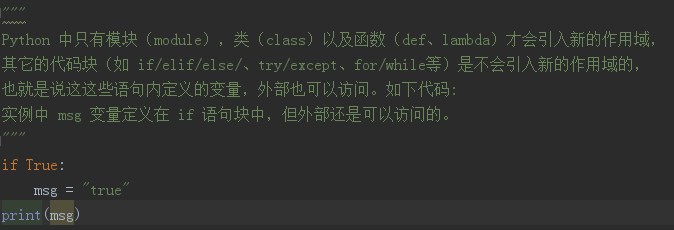 """
Python 中只有模块（module），类（class）以及函数（def、lambda）才会引入新的作用域，
其它的代码块（如 if/elif/else/、try/except、for/while等）是不会引入新的作用域的，
也就是说这这些语句内定义的变量，外部也可以访问。如下代码:
实例中 msg 变量定义在 if 语句块中，但外部还是可以访问的。
"""
if True:
    msg = "true"
print(msg)